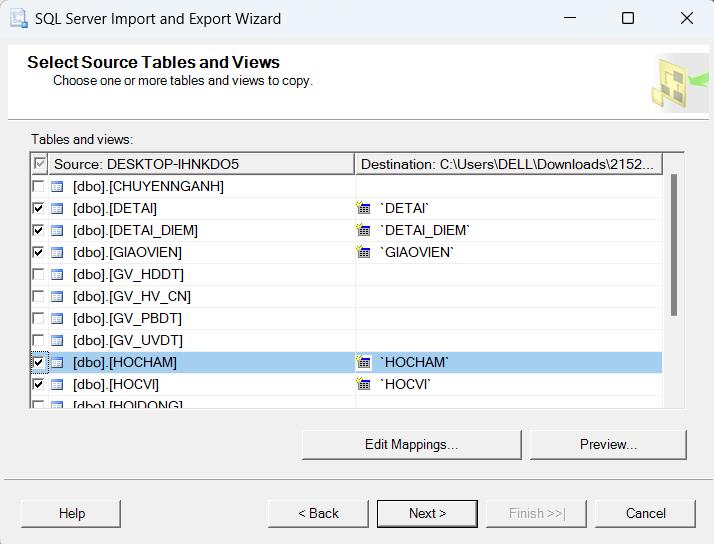 SQL Server Import and Export Wizard
Select Source Tables and Views
Choose one or more tables and views to copy.
Tables and views:
Source: DESKTOP-IHNKDO5 Destination: C:\Users\DELL\Downloads\2152...
[dbo].[CHUYENNGANH]
[dbo].[DETAI] `DETAI`
[dbo].[DETAI_DIEM] `DETAI_DIEM`
[dbo].[GIAOVIEN] `GIAOVIEN`
[dbo].[GV_HDDT]
[dbo].[GV_HV_CN]
[dbo].[GV_PBDT]
[dbo].[GV_UVDT]
[dbo].[HOCHAM] `HOCHAM`
[dbo].[HOCVI] `HOCVI`
[dbo].[HOIDONG]
Edit Mappings... Preview...
Help < Back Next > Finish >>| Cancel